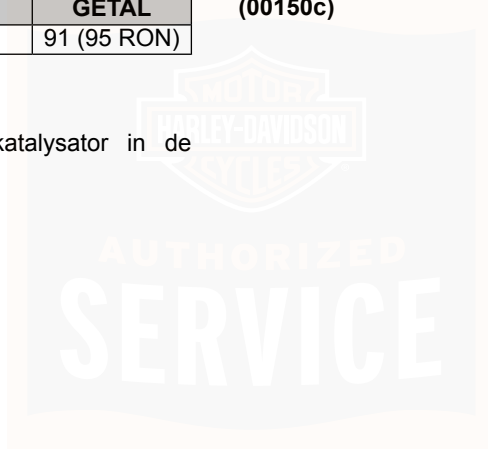 GETAL (00150c)
91 (95 RON)
katalysator in de
MOTOR
HARLEY-DAVIDSON
CYCLES
AUTHORIZED
SERVICE